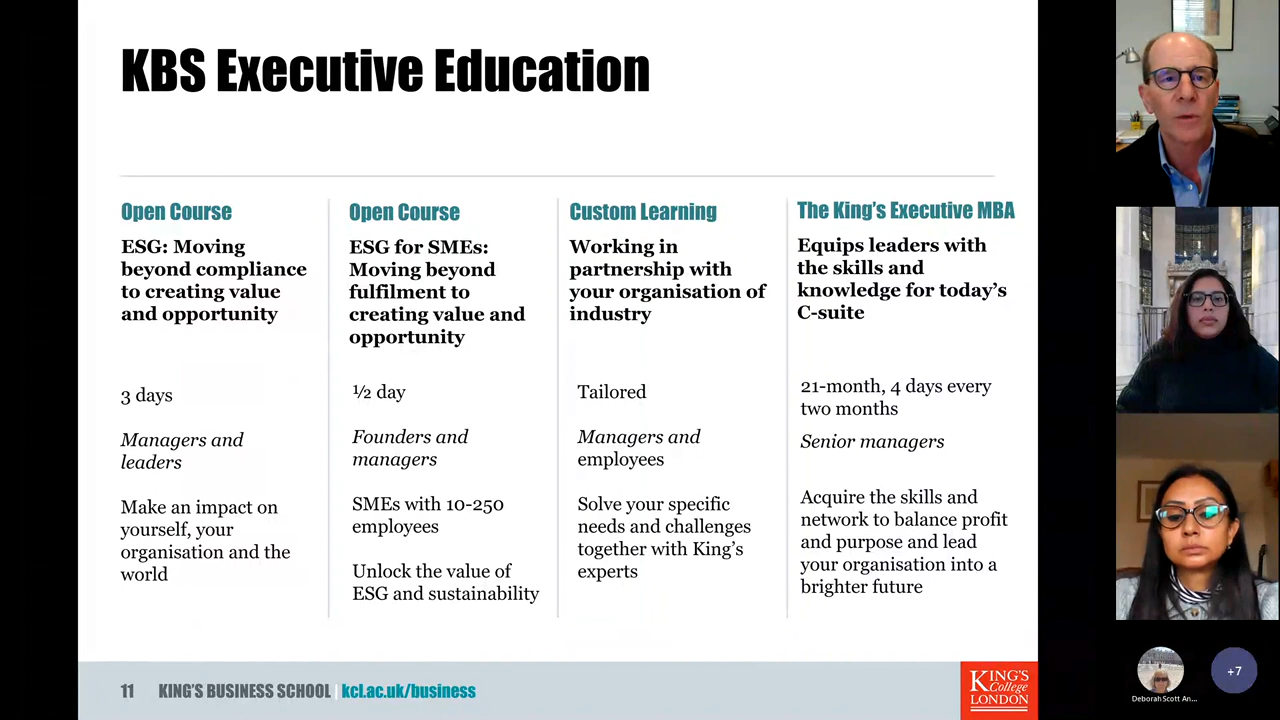 KBS Executive Education
Open Course
ESG: Moving
beyond compliance
to creating value
and opportunity
3 days
Managers and
leaders
Make an impact on
yourself, your
organisation and the
world
Open Course
ESG for SMEs:
Moving beyond
fulfilment to
creating value and
opportunity
½ day
Founders and
managers
SMEs with 10-250
employees
Unlock the value of
ESG and sustainability
Custom Learning
Working in
partnership with
your organisation of
industry
Tailored
Managers and
employees
Solve your specific
needs and challenges
together with King's
experts
The King's Executive MBA
Equips leaders with
the skills and
knowledge for today's
C-suite
21-month, 4 days every
two months
Senior managers
Acquire the skills and
network to balance profit
and purpose and lead
your organisation into a
brighter future
11 KING'S BUSINESS SCHOOL | kcl.ac.uk/business
KING'S
College
LONDON
Deborah Scott An...
+7